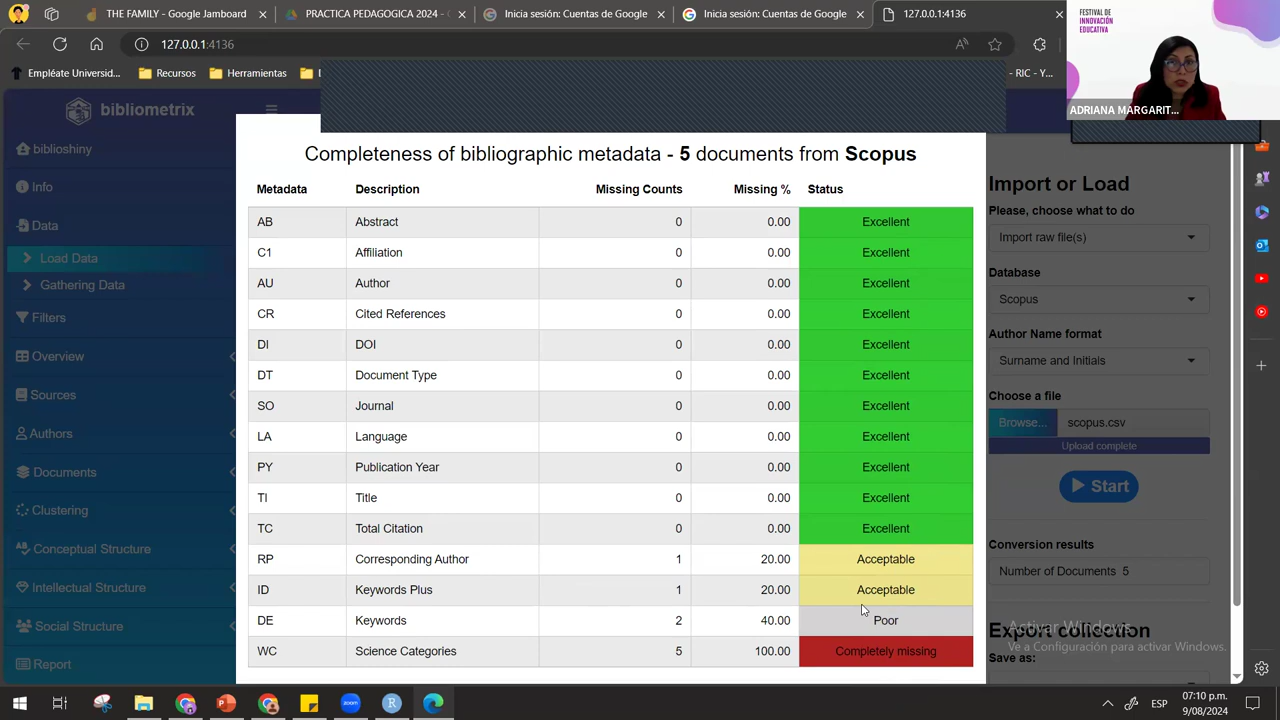 THE FAMILY - Google Jamboard
PRACTICA PEDAGOGICA 2024
Inicia sesión: Cuentas de Google
Inicia sesión: Cuentas de Google
127.0.0.1:4136
127.0.0.1:4136
Empléate Universid...
Recursos
Herramientas
- RIC - Y...
FESTIVAL DE
INNOVACIÓN
EDUCATIVA
ADRIANA MARGARIT...
bibliometrix
biblioshiny
Info
Data
Load Data
Gathering Data
Filters
Overview
Sources
Authors
Documents
Clustering
Conceptual Structure
Intellectual Structure
Social Structure
Report
Completeness of bibliographic metadata - 5 documents from Scopus
Metadata Description Missing Counts Missing % Status
AB Abstract 0 0.00 Excellent
C1 Affiliation 0 0.00 Excellent
AU Author 0 0.00 Excellent
CR Cited References 0 0.00 Excellent
DI DOI 0 0.00 Excellent
DT Document Type 0 0.00 Excellent
SO Journal 0 0.00 Excellent
LA Language 0 0.00 Excellent
PY Publication Year 0 0.00 Excellent
TI Title 0 0.00 Excellent
TC Total Citation 0 0.00 Excellent
RP Corresponding Author 1 20.00 Acceptable
ID Keywords Plus 1 20.00 Acceptable
DE Keywords 2 40.00 Poor
WC Science Categories 5 100.00 Completely missing
Import or Load
Please, choose what to do
Import raw file(s)
Database
Scopus
Author Name format
Surname and Initials
Choose a file
Browse... scopus.csv
Upload complete
Start
Conversion results
Number of Documents 5
Export collection
Save as:
Activar Windows
Ve a Configuración para activar Windows.
zoom
R
ESP
07:10 p.m.
9/08/2024